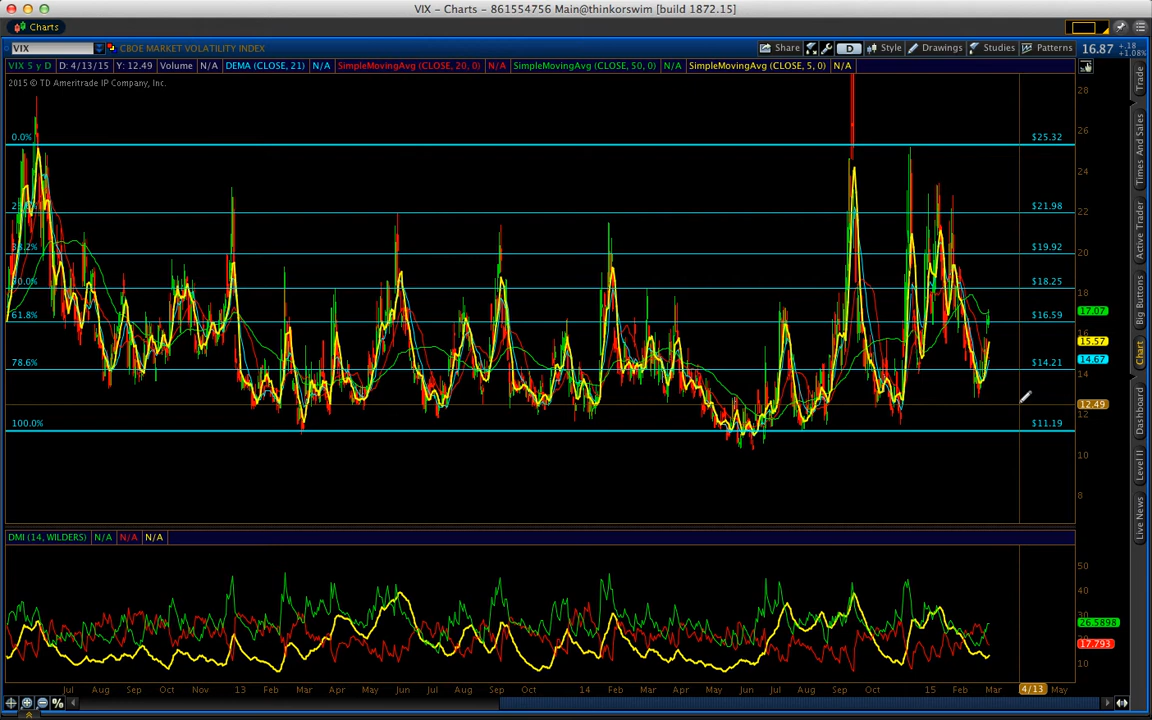 VIX – Charts – 861554756 Main@thinkorswim [build 1872.15]
Charts
VIX CBOE MARKET VOLATILITY INDEX Share D Style Drawings Studies Patterns 16.87 +.18 +1.08%
VIX 5 y D D: 4/13/15 Y: 12.49 Volume N/A DEMA (CLOSE, 21) N/A SimpleMovingAvg (CLOSE, 20, 0) N/A SimpleMovingAvg (CLOSE, 50, 0) N/A SimpleMovingAvg (CLOSE, 5, 0) N/A
2015 © TD Ameritrade IP Company, Inc.
0.0% $25.32
$21.98
38.2% $19.92
$18.25
61.8% $16.59
78.6% $14.21
100.0% $11.19
28
26
24
22
20
18
17.07
16
15.57
14.67
14
12.49
12
10
8
Trade
Times And Sales
Active Trader
Big Buttons
Chart
Dashboard
Level II
Live News
DMI (14, WILDERS) N/A N/A N/A
50
40
30
26.5898
17.793
10
Jul Aug Sep Oct Nov 13 Feb Mar Apr May Jun Jul Aug Sep Oct 14 Feb Mar Apr May Jun Jul Aug Sep Oct 15 Feb Mar 4/13 May
%